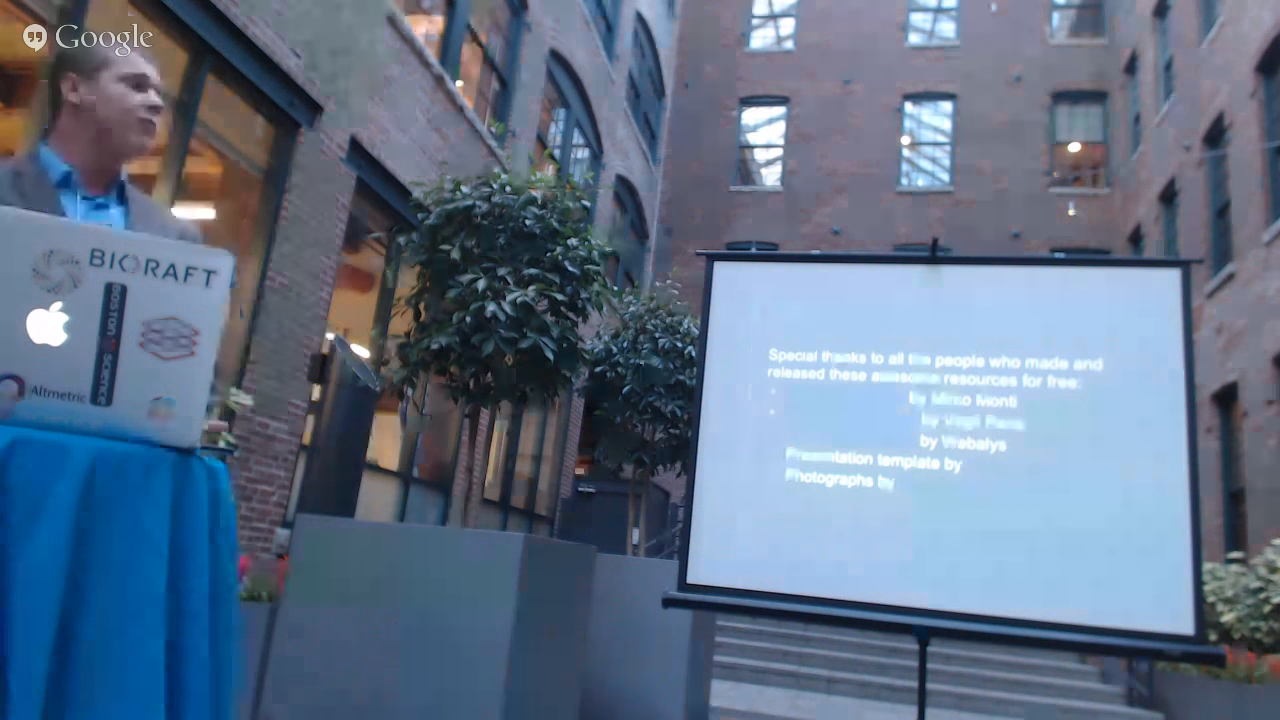 Google
BIORAFT
BOSTON SCIENCE
Altmetric
Special thanks to all the people who made and
released these awesome resources for free:
by Mirko Monti
by
by Webalys
Presentation template by
Photographs by